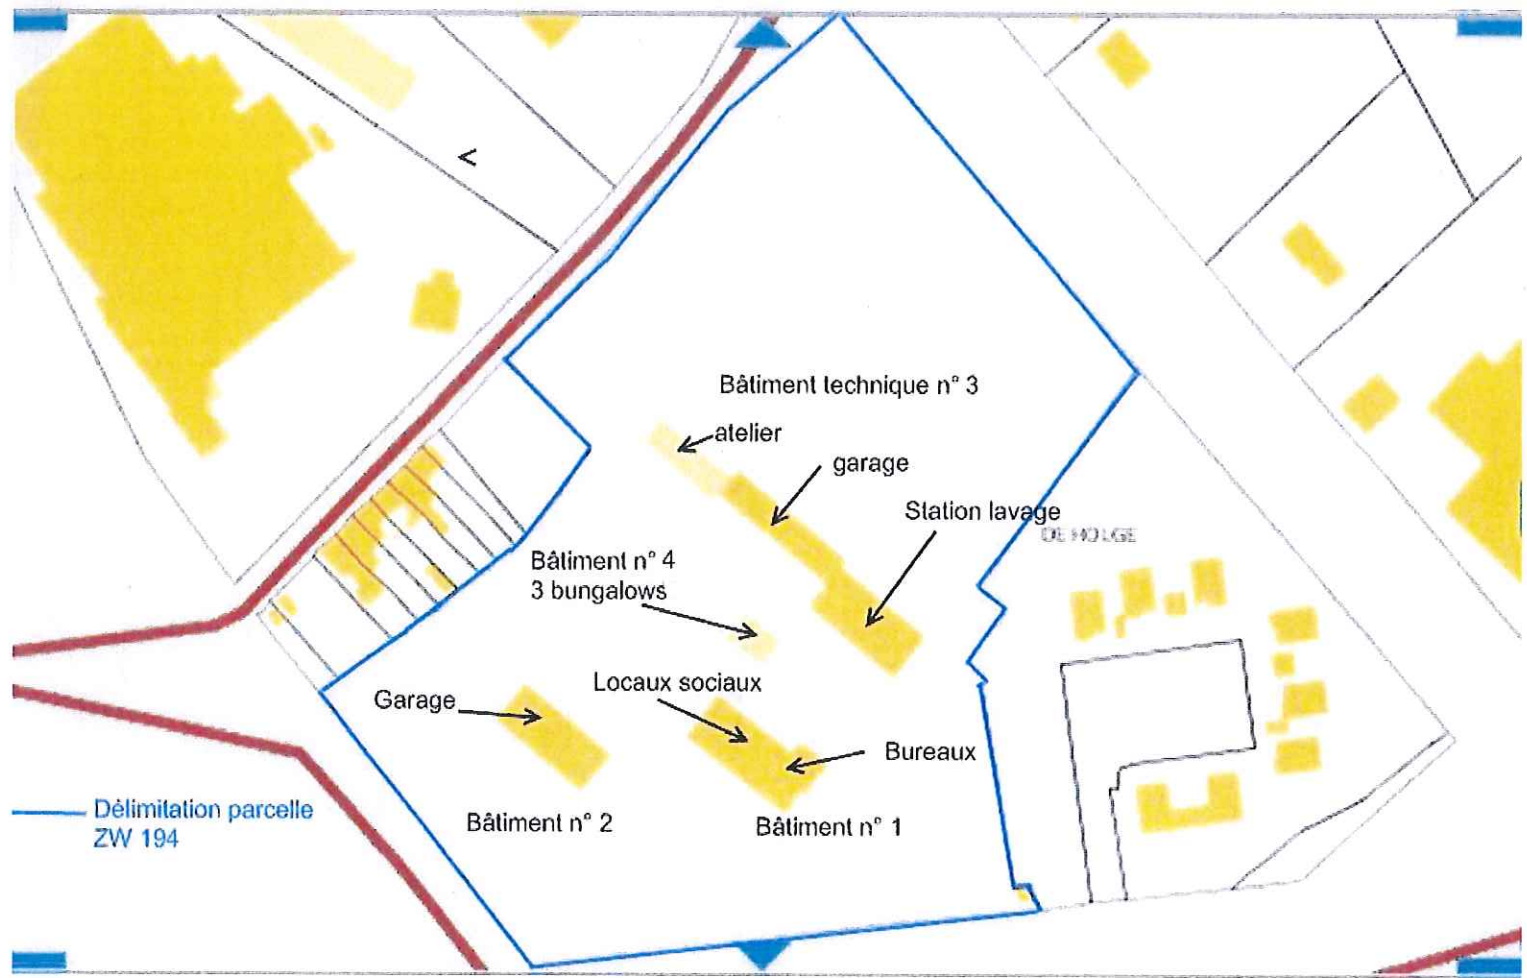 Bâtiment technique n° 3
atelier
garage
Station lavage
Bâtiment n° 4
3 bungalows
Locaux sociaux
Garage
Bureaux
Délimitation parcelle
ZW 194
Bâtiment n° 2
Bâtiment n° 1